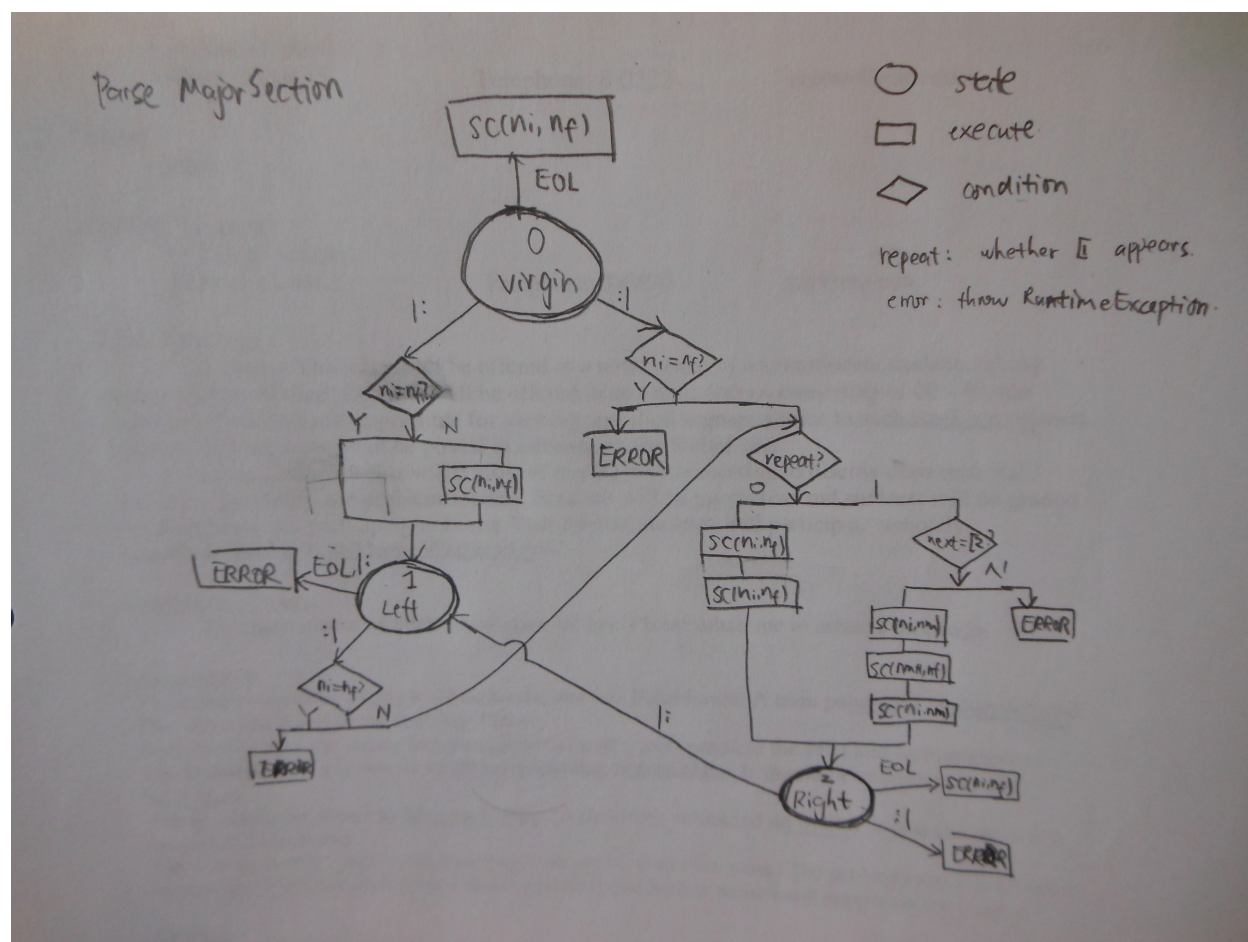 Parse MajorSection
state
execute
condition
repeat: whether [1 appears.
error: throw RuntimeException.
SC(ni, nf)
EOL
0
virgin
|:
:|
ni=nf?
Y
N
SC(ni,nf)
ni=nf?
Y
ERROR
repeat?
0
1
SC(ni,nf)
SC(ni,nf)
next=[2?
N
SC(ni,nm)
ERROR
SC(ni,nm)
ERROR
EOL|:
1
Left
:|
ni=nf?
Y
N
ERROR
|:
2
Right
EOL
SC(ni,nf)
:|
ERROR